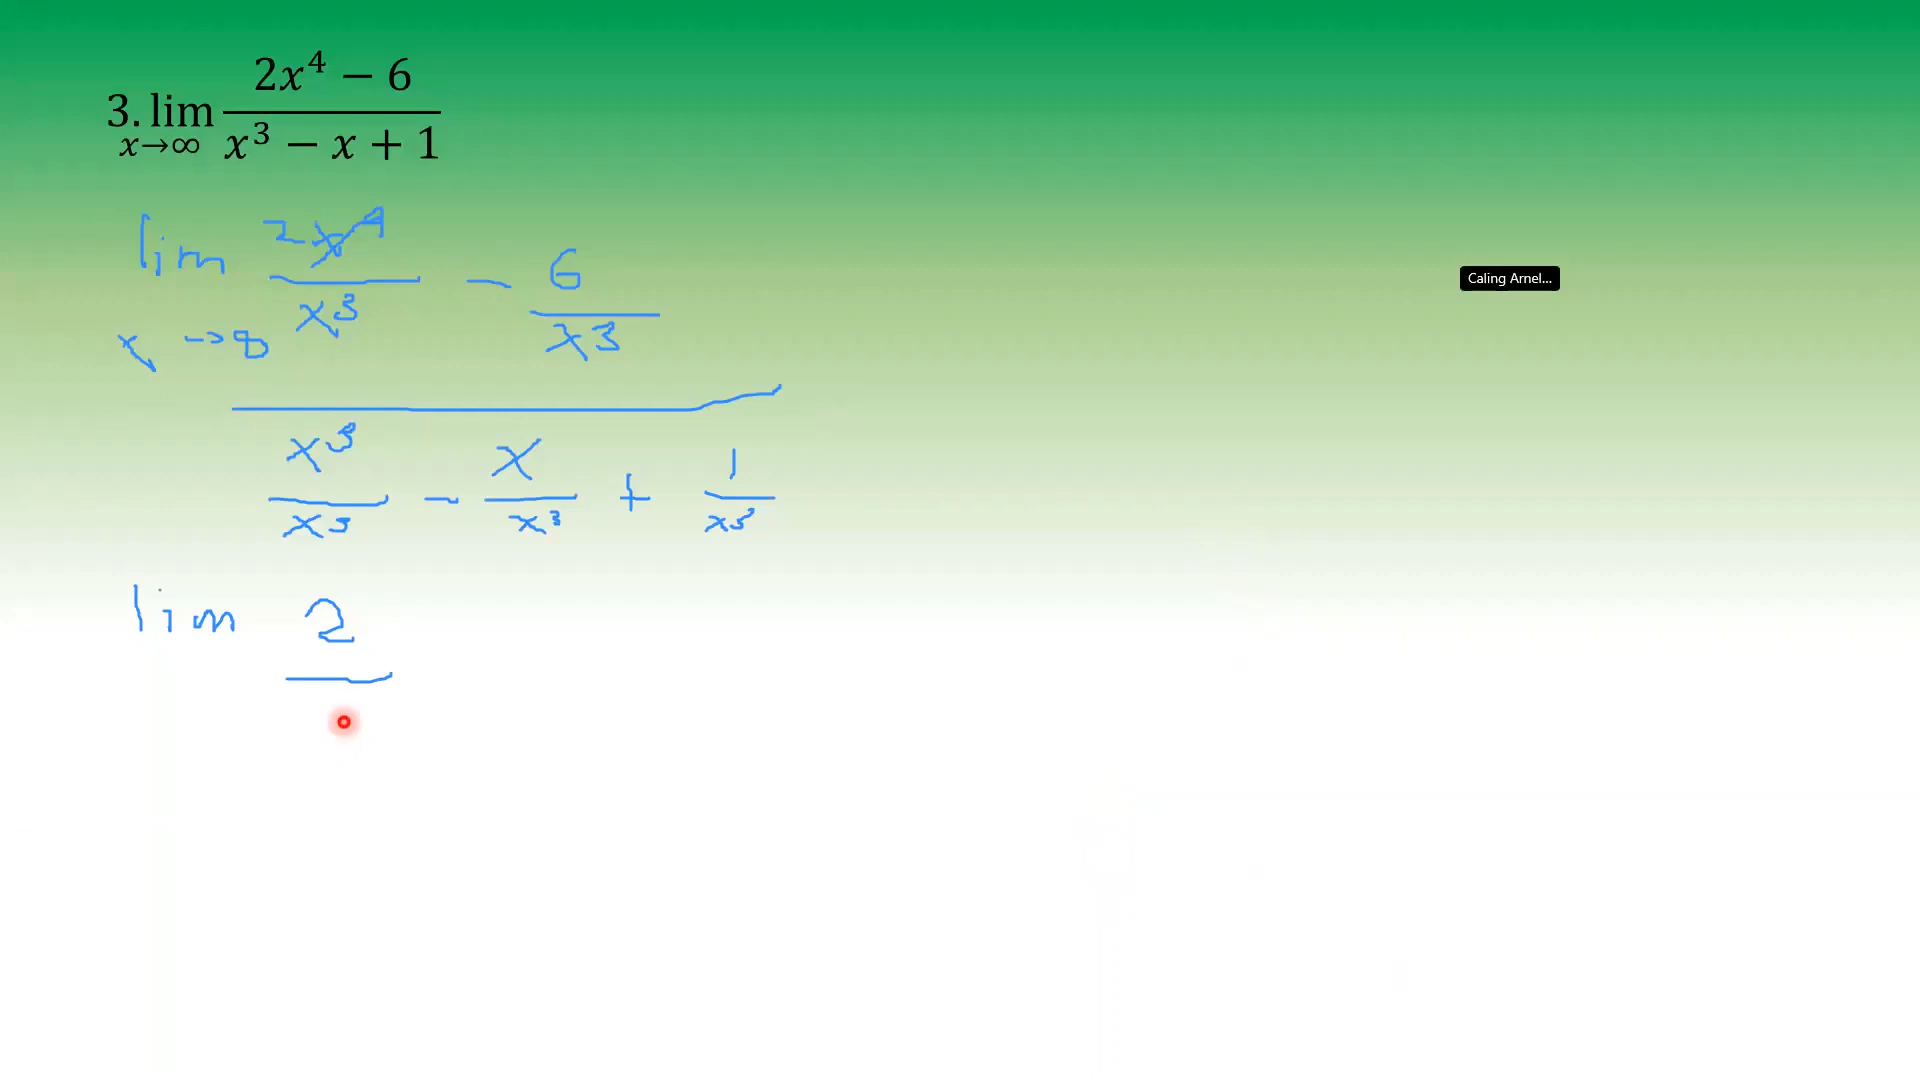 3. lim x→∞ (2x⁴ − 6)/(x³ − x + 1)
lim x→∞ 2x⁴/x³ − 6/x³
x³/x³ − x/x³ + 1/x³
lim 2
Caling Arnel...